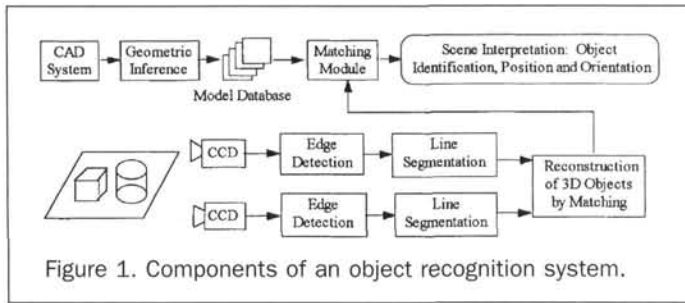 CAD
System
Geometric
Inference
Model Database
Matching
Module
Scene Interpretation: Object
Identification, Position and Orientation
CCD
Edge
Detection
Line
Segmentation
CCD
Edge
Detection
Line
Segmentation
Reconstruction
of 3D Objects
by Matching
Figure 1. Components of an object recognition system.